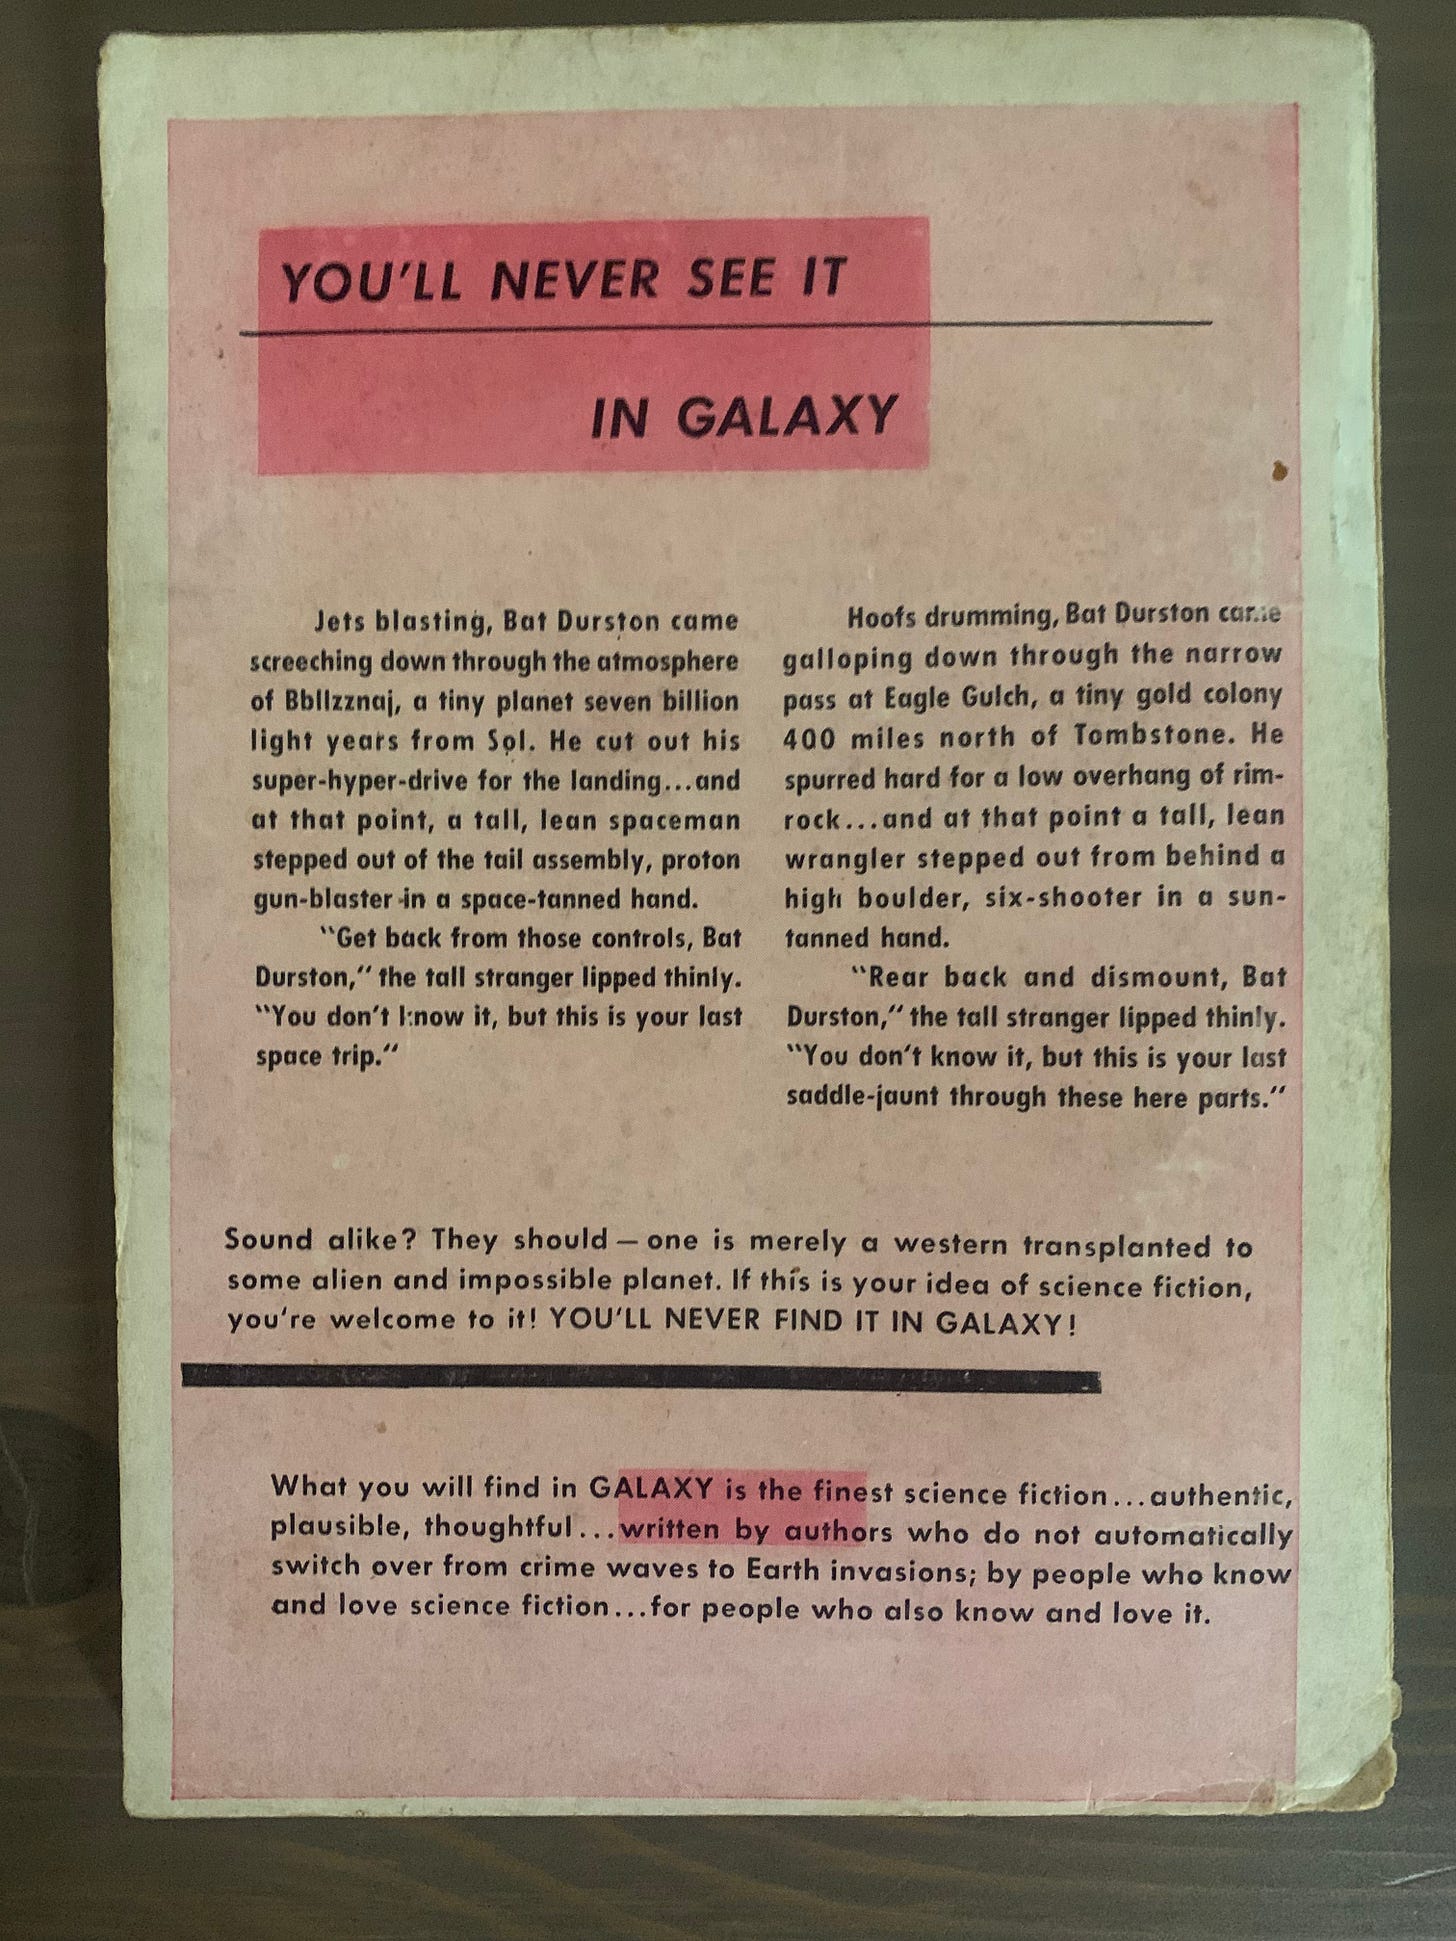 YOU'LL NEVER SEE IT
IN GALAXY
Jets blasting, Bat Durston came
screeching down through the atmosphere
of Bbllzznaj, a tiny planet seven billion
light years from Sol. He cut out his
super-hyper-drive for the landing...and
at that point, a tall, lean spaceman
stepped out of the tail assembly, proton
gun-blaster in a space-tanned hand.
"Get back from those controls, Bat
Durston," the tall stranger lipped thinly.
"You don't know it, but this is your last
space trip."
Hoofs drumming, Bat Durston came
galloping down through the narrow
pass at Eagle Gulch, a tiny gold colony
400 miles north of Tombstone. He
spurred hard for a low overhang of rim-
rock...and at that point a tall, lean
wrangler stepped out from behind a
high boulder, six-shooter in a sun-
tanned hand.
"Rear back and dismount, Bat
Durston," the tall stranger lipped thinly.
"You don't know it, but this is your last
saddle-jaunt through these here parts."
Sound alike? They should — one is merely a western transplanted to
some alien and impossible planet. If this is your idea of science fiction,
you're welcome to it! YOU'LL NEVER FIND IT IN GALAXY!
What you will find in GALAXY is the finest science fiction...authentic,
plausible, thoughtful...written by authors who do not automatically
switch over from crime waves to Earth invasions; by people who know
and love science fiction...for people who also know and love it.